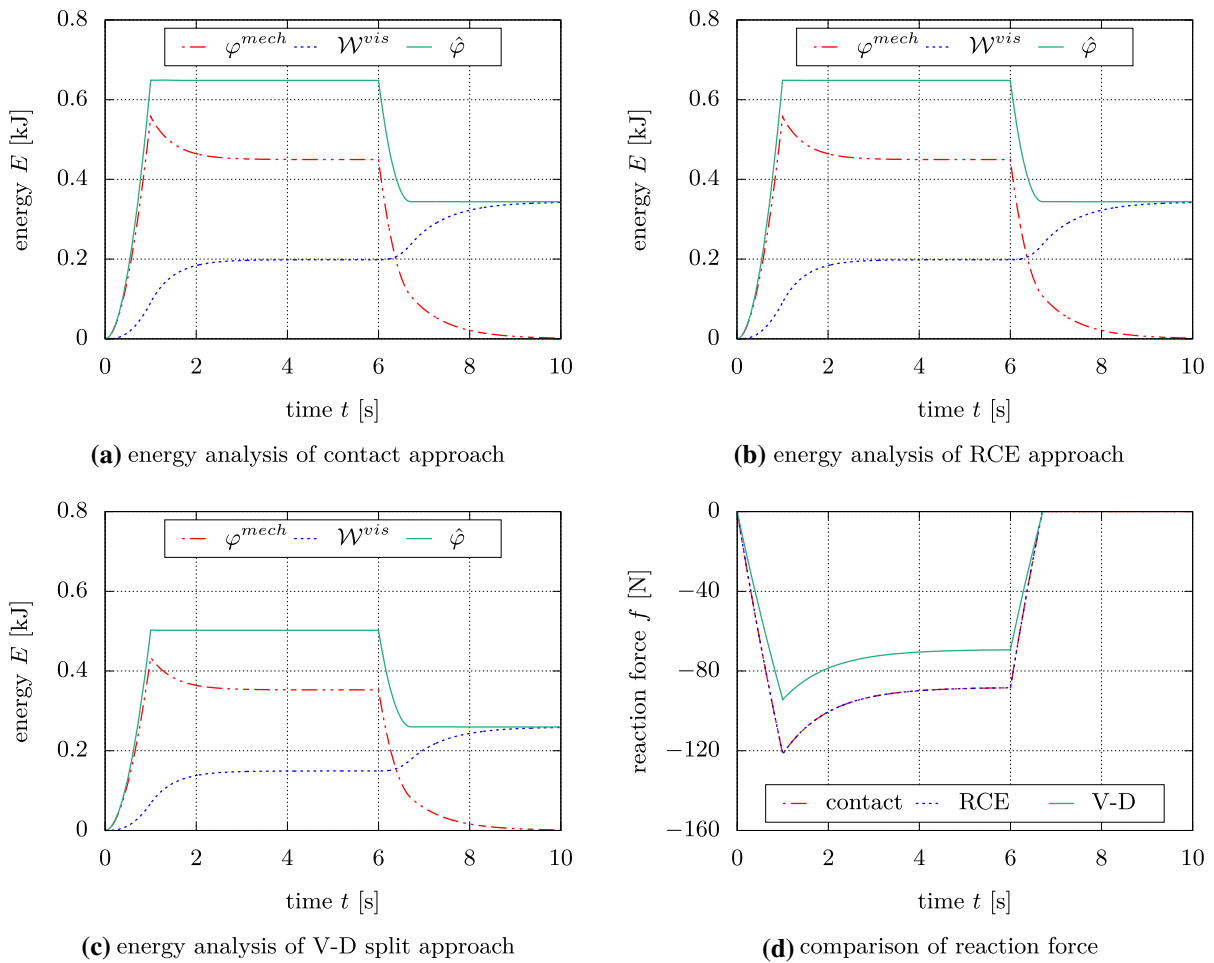 0.8
0.6
0.4
0.2
0
energy E [kJ]
φ^mech 𝒲^vis φ̂
0 2 4 6 8 10
time t [s]
(a) energy analysis of contact approach
0.8
0.6
0.4
0.2
0
energy E [kJ]
φ^mech 𝒲^vis φ̂
0 2 4 6 8 10
time t [s]
(b) energy analysis of RCE approach
0.8
0.6
0.4
0.2
0
energy E [kJ]
φ^mech 𝒲^vis φ̂
0 2 4 6 8 10
time t [s]
(c) energy analysis of V-D split approach
0
−40
−80
−120
−160
reaction force f [N]
contact RCE V-D
0 2 4 6 8 10
time t [s]
(d) comparison of reaction force